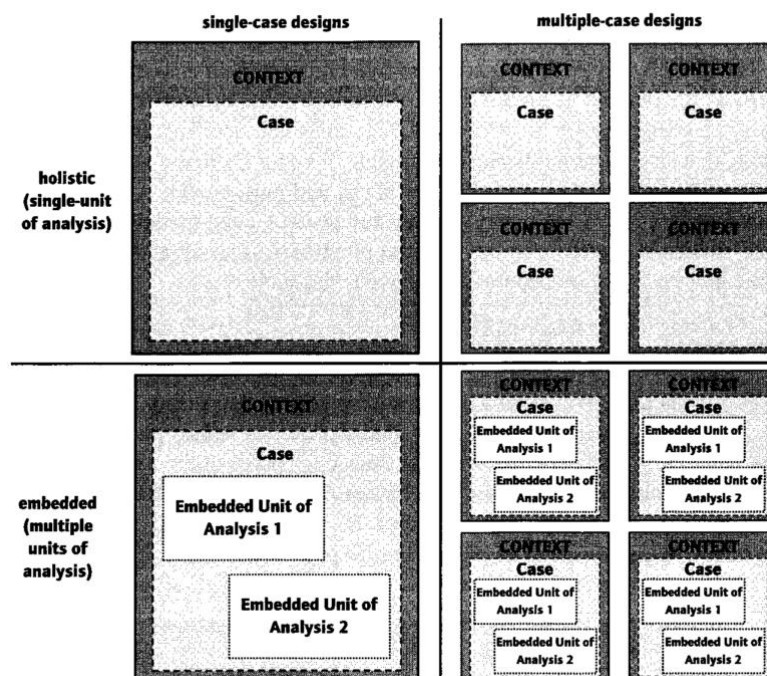 single-case designs
multiple-case designs
holistic
(single-unit
of analysis)
CONTEXT
Case
CONTEXT
Case
CONTEXT
Case
CONTEXT
Case
CONTEXT
Case
embedded
(multiple
units of
analysis)
CONTEXT
Case
Embedded Unit of
Analysis 1
Embedded Unit of
Analysis 2
CONTEXT
Case
Embedded Unit of
Analysis 1
Embedded Unit of
Analysis 2
CONTEXT
Case
Embedded Unit of
Analysis 1
Embedded Unit of
Analysis 2
CONTEXT
Case
Embedded Unit of
Analysis 1
Embedded Unit of
Analysis 2
CONTEXT
Case
Embedded Unit of
Analysis 1
Embedded Unit of
Analysis 2